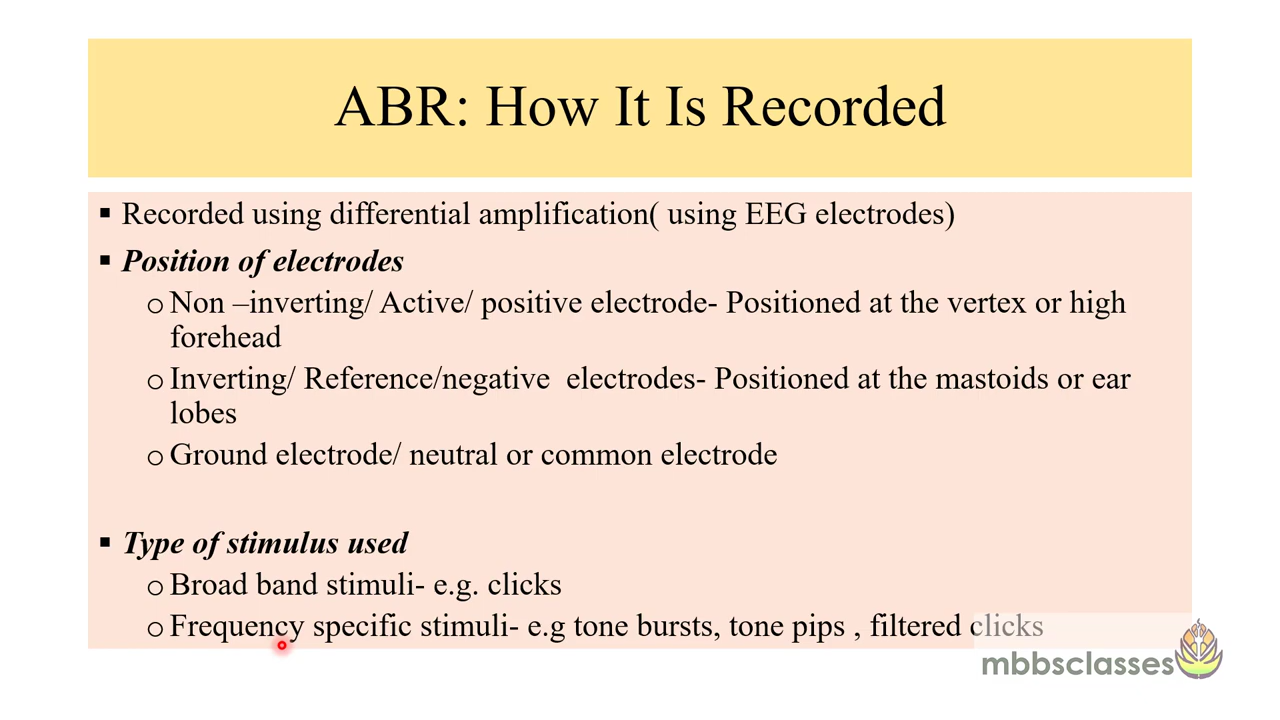 ABR: How It Is Recorded
▪ Recorded using differential amplification( using EEG electrodes)
▪ Position of electrodes
o Non –inverting/ Active/ positive electrode- Positioned at the vertex or high
forehead
o Inverting/ Reference/negative  electrodes- Positioned at the mastoids or ear
lobes
o Ground electrode/ neutral or common electrode
▪ Type of stimulus used
o Broad band stimuli- e.g. clicks
o Frequency specific stimuli- e.g tone bursts, tone pips , filtered clicks
mbbsclasses